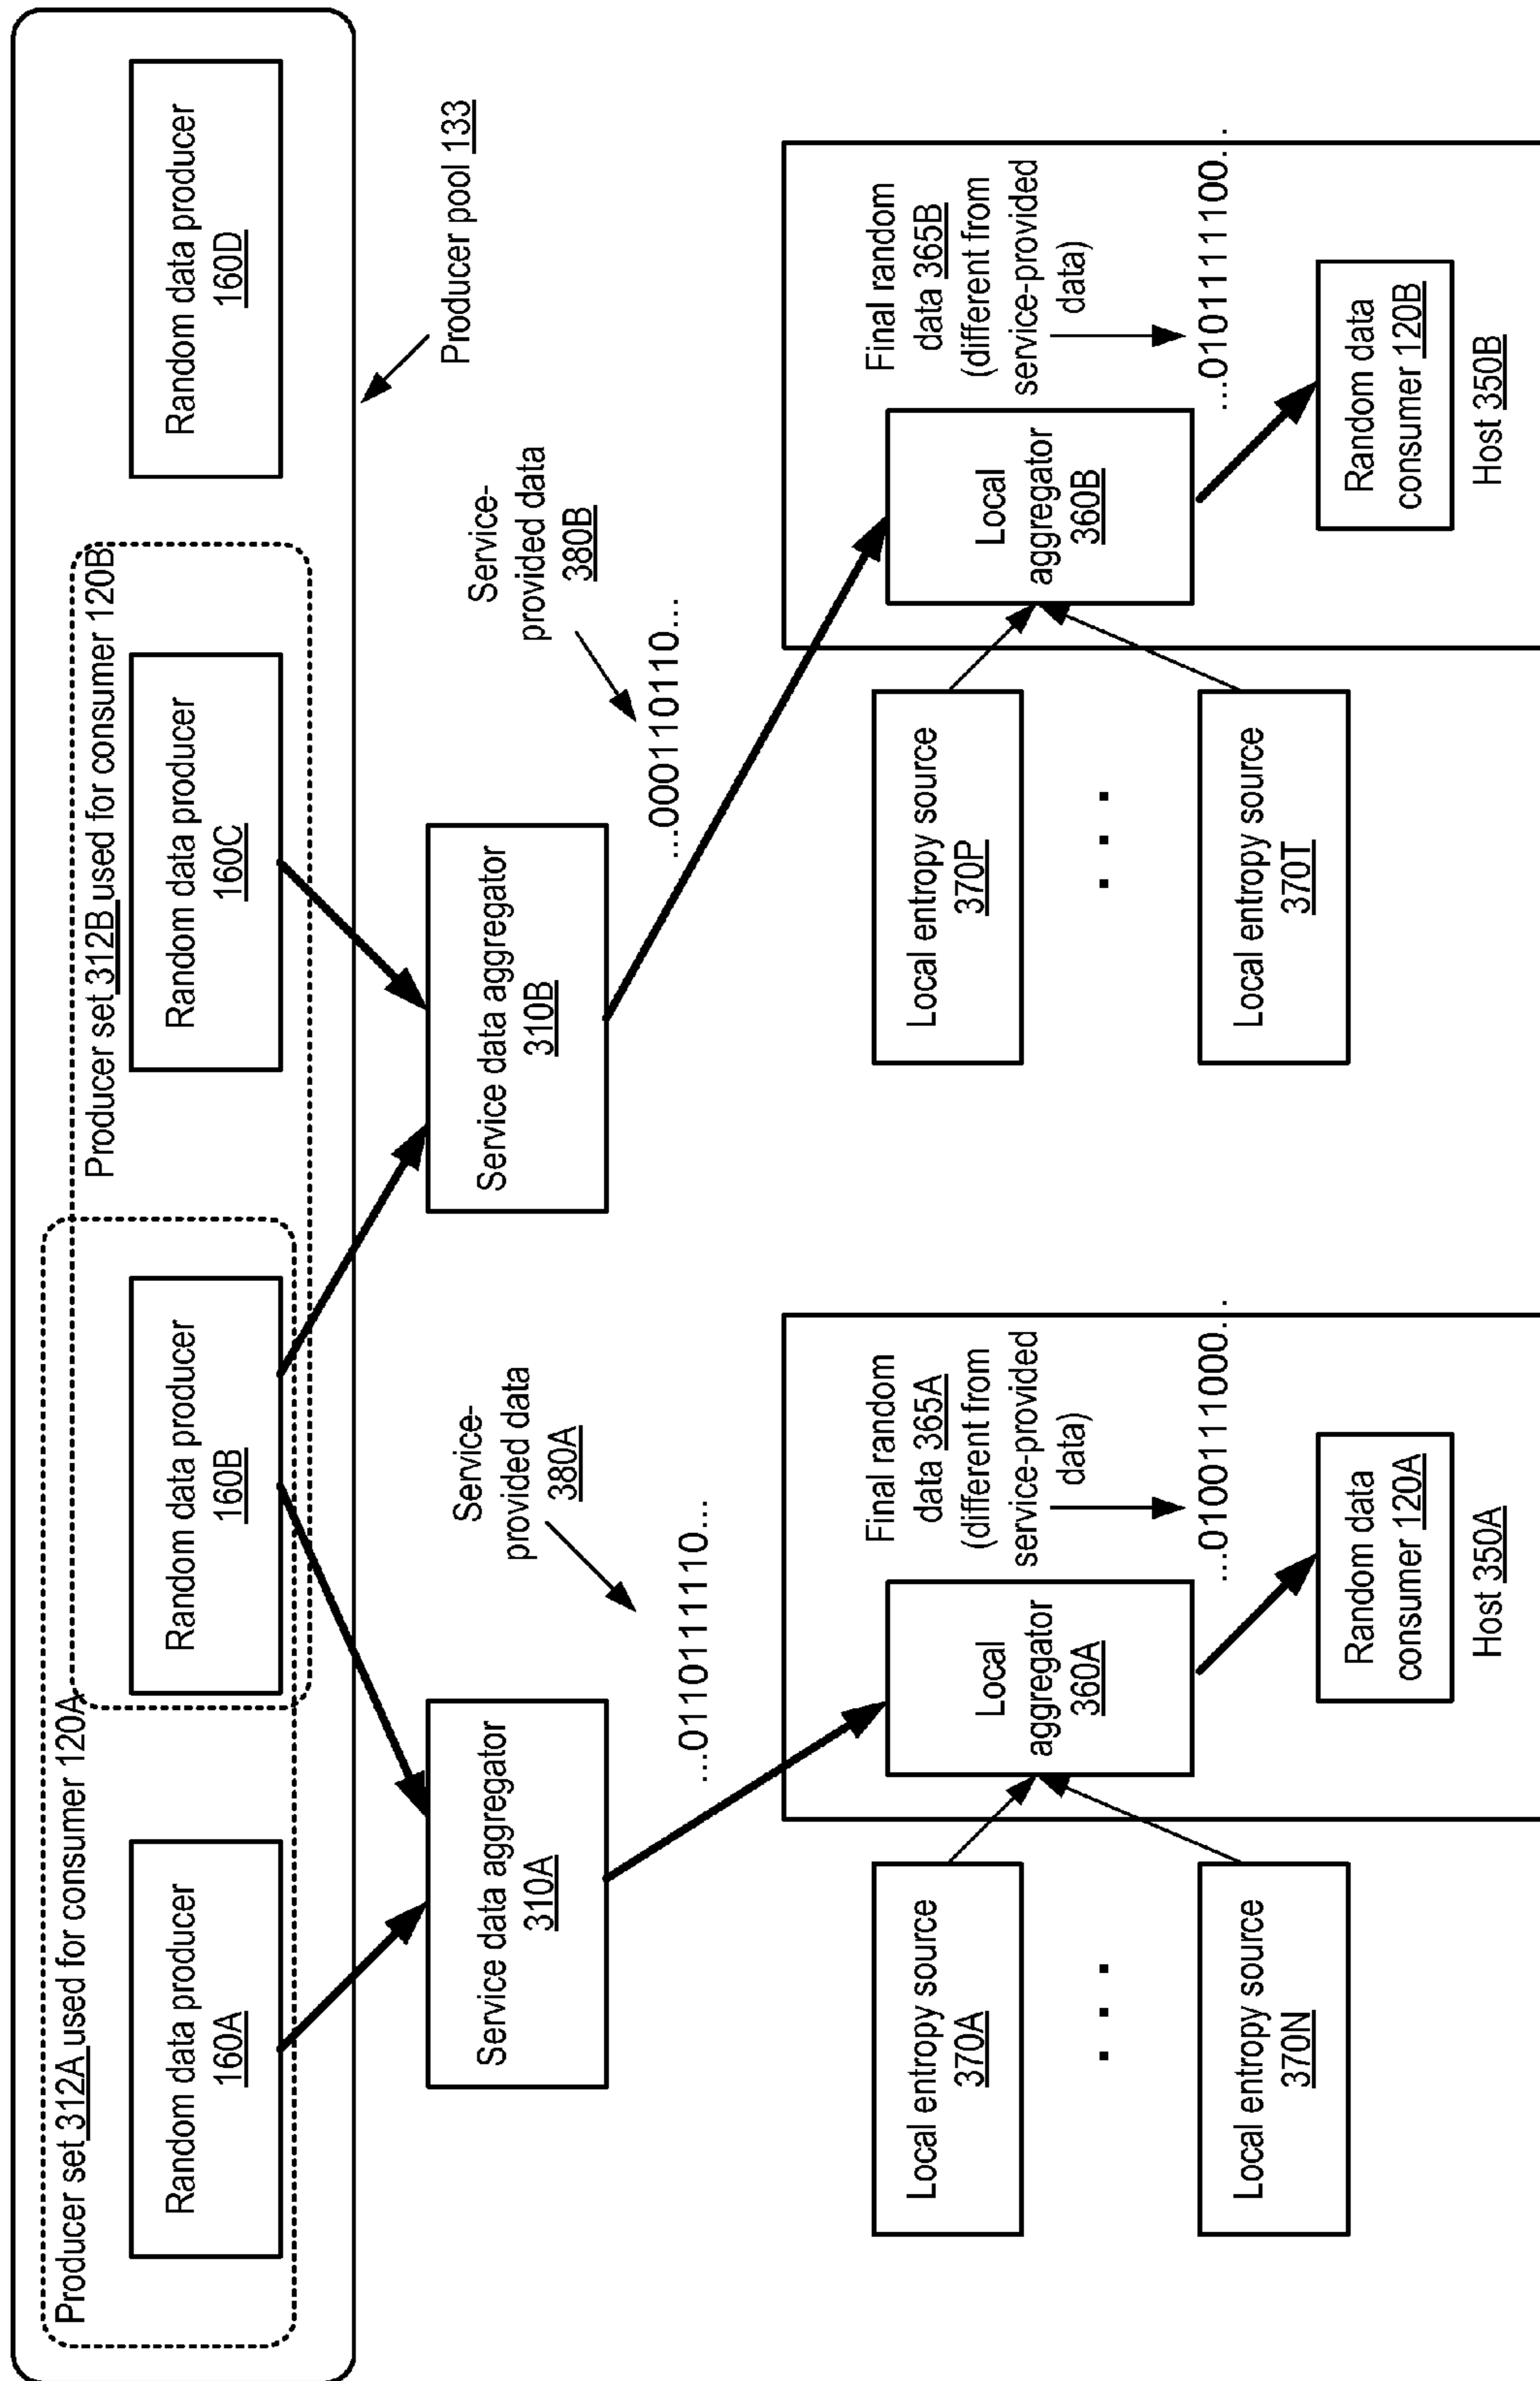 Producer set 312A used for consumer 120A
Producer set 312B used for consumer 120B
Random data producer
160A
Random data producer
160B
Random data producer
160C
Random data producer
160D
Producer pool 133
Service data aggregator
310A
Service data aggregator
310B
Service-
provided data
380A
...01101011110...
Service-
provided data
380B
...000110110...
Local entropy source
370A
. . .
Local entropy source
370N
Local
aggregator
360A
Final random
data 365A
(different from
service-provided
data)
...0100111000...
Random data
consumer 120A
Host 350A
Local entropy source
370P
. . .
Local entropy source
370T
Local
aggregator
360B
Final random
data 365B
(different from
service-provided
data)
...0101111100...
Random data
consumer 120B
Host 350B